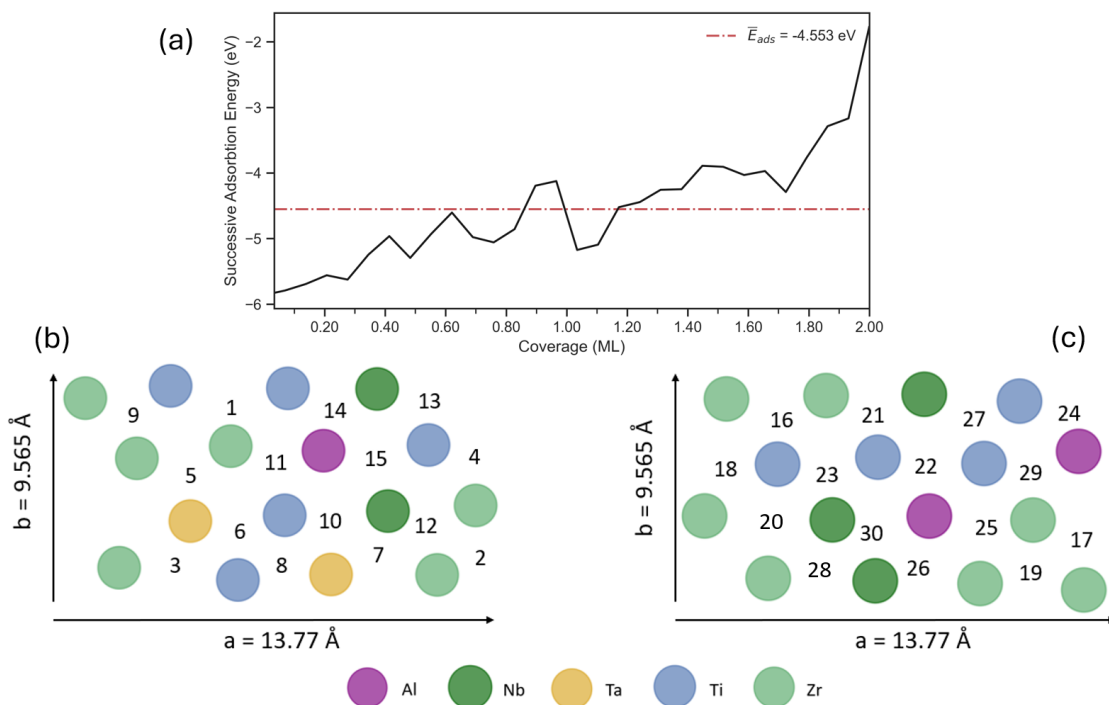 (a)
Successive Adsorbtion Energy (eV)
−2
−3
−4
−5
−6
E̅ads = -4.553 eV
0.20 0.40 0.60 0.80 1.00 1.20 1.40 1.60 1.80 2.00
Coverage (ML)
(b)
b = 9.565 Å
9 1 14 13
5 11 15 4
6 10 12
3 8 7 2
a = 13.77 Å
(c)
b = 9.565 Å
16 21 27 24
18 23 22 29
20 30 25 17
28 26 19
a = 13.77 Å
Al Nb Ta Ti Zr